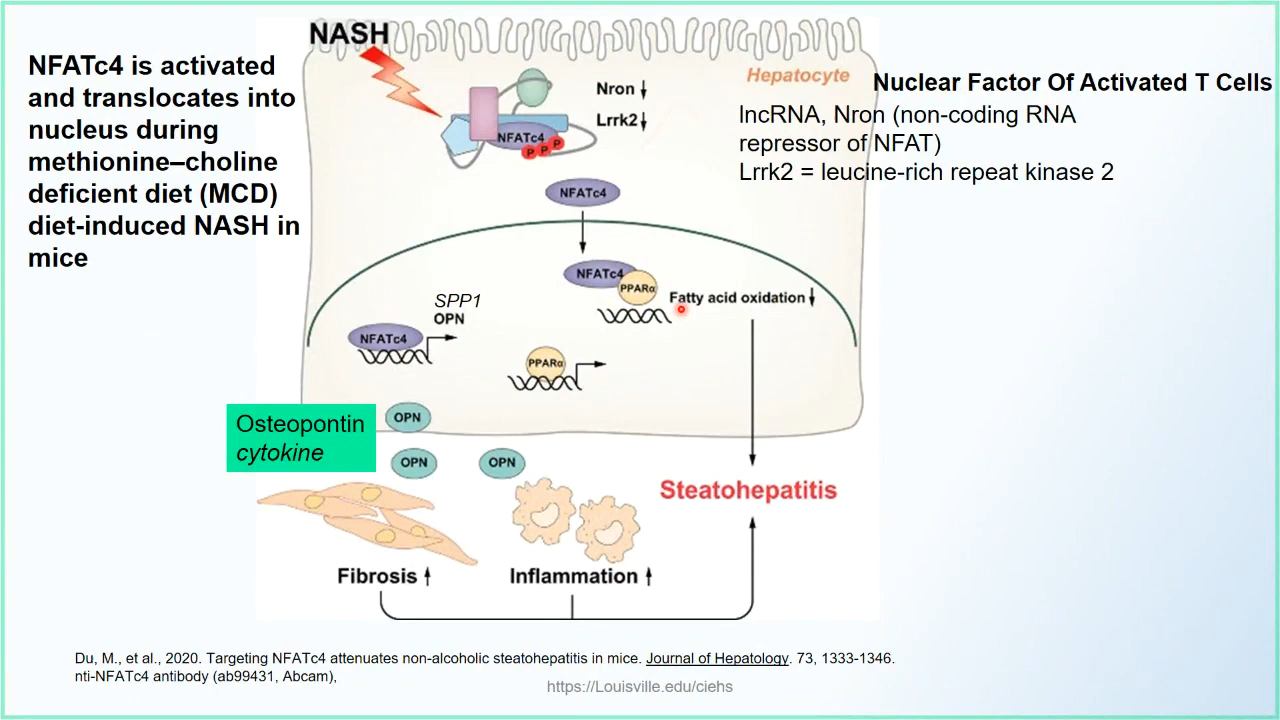 NASH
NFATc4 is activated
and translocates into
nucleus during
methionine–choline
deficient diet (MCD)
diet-induced NASH in
mice
Hepatocyte
Nuclear Factor Of Activated T Cells
lncRNA, Nron (non-coding RNA
repressor of NFAT)
Lrrk2 = leucine-rich repeat kinase 2
Nron
Lrrk2
NFATc4
P P P
NFATc4
NFATc4
PPARα
Fatty acid oxidation
SPP1
OPN
NFATc4
PPARα
Osteopontin
cytokine
OPN
OPN
OPN
Steatohepatitis
Fibrosis
Inflammation
Du, M., et al., 2020. Targeting NFATc4 attenuates non-alcoholic steatohepatitis in mice. Journal of Hepatology. 73, 1333-1346.
nti-NFATc4 antibody (ab99431, Abcam),
https://Louisville.edu/ciehs